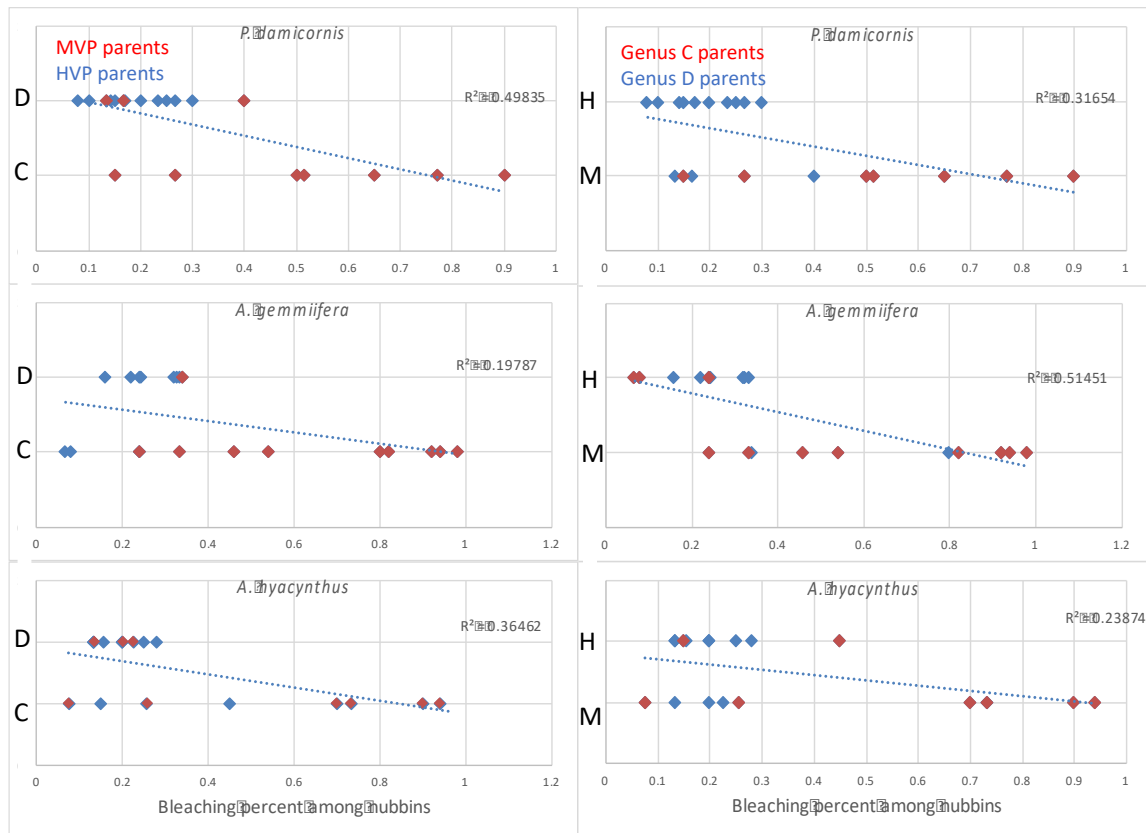 P. damicornis
MVP parents
HVP parents
D
R² = 0.49835
C
0 0.1 0.2 0.3 0.4 0.5 0.6 0.7 0.8 0.9 1
P. damicornis
Genus C parents
Genus D parents
H
R² = 0.31654
M
0 0.1 0.2 0.3 0.4 0.5 0.6 0.7 0.8 0.9 1
A. gemmiifera
D
R² = 0.19787
C
0 0.2 0.4 0.6 0.8 1 1.2
A. gemmiifera
H
R² = 0.51451
M
0 0.2 0.4 0.6 0.8 1 1.2
A. hyacynthus
D
R² = 0.36462
C
0 0.2 0.4 0.6 0.8 1 1.2
Bleaching percent among nubbins
A. hyacynthus
R² = 0.23874
H
M
0 0.1 0.2 0.3 0.4 0.5 0.6 0.7 0.8 0.9 1
Bleaching percent among nubbins